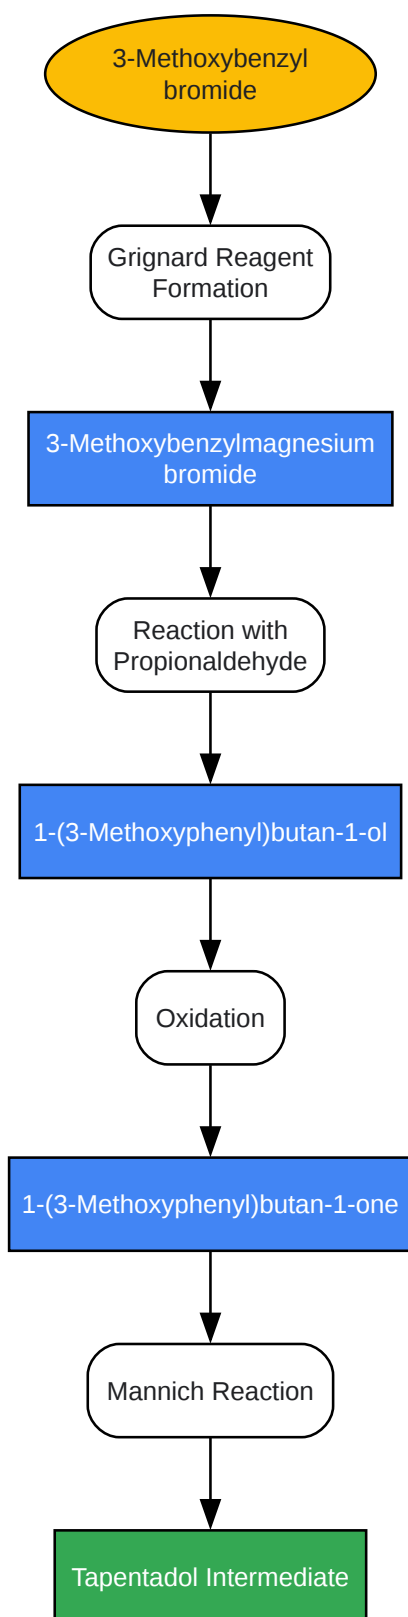 3-Methoxybenzyl
bromide
Grignard Reagent
Formation
3-Methoxybenzylmagnesium
bromide
Reaction with
Propionaldehyde
1-(3-Methoxyphenyl)butan-1-ol
Oxidation
1-(3-Methoxyphenyl)butan-1-one
Mannich Reaction
Tapentadol Intermediate